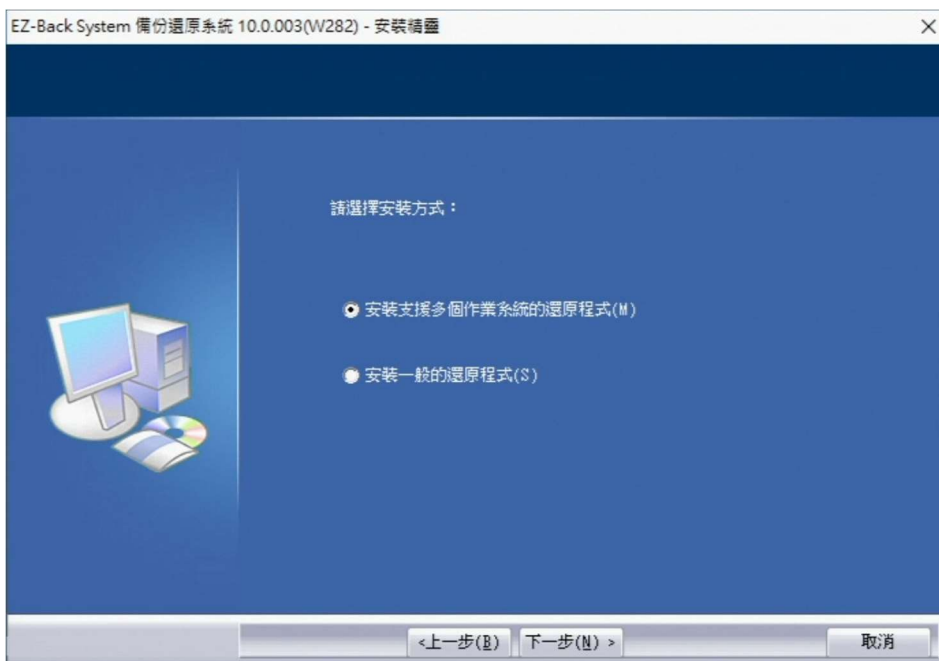 EZ-Back System 備份還原系統 10.0.003(W282) - 安裝精靈
請選擇安裝方式：
安裝支援多個作業系統的還原程式(M)
安裝一般的還原程式(S)
<上一步(B)
下一步(N) >
取消